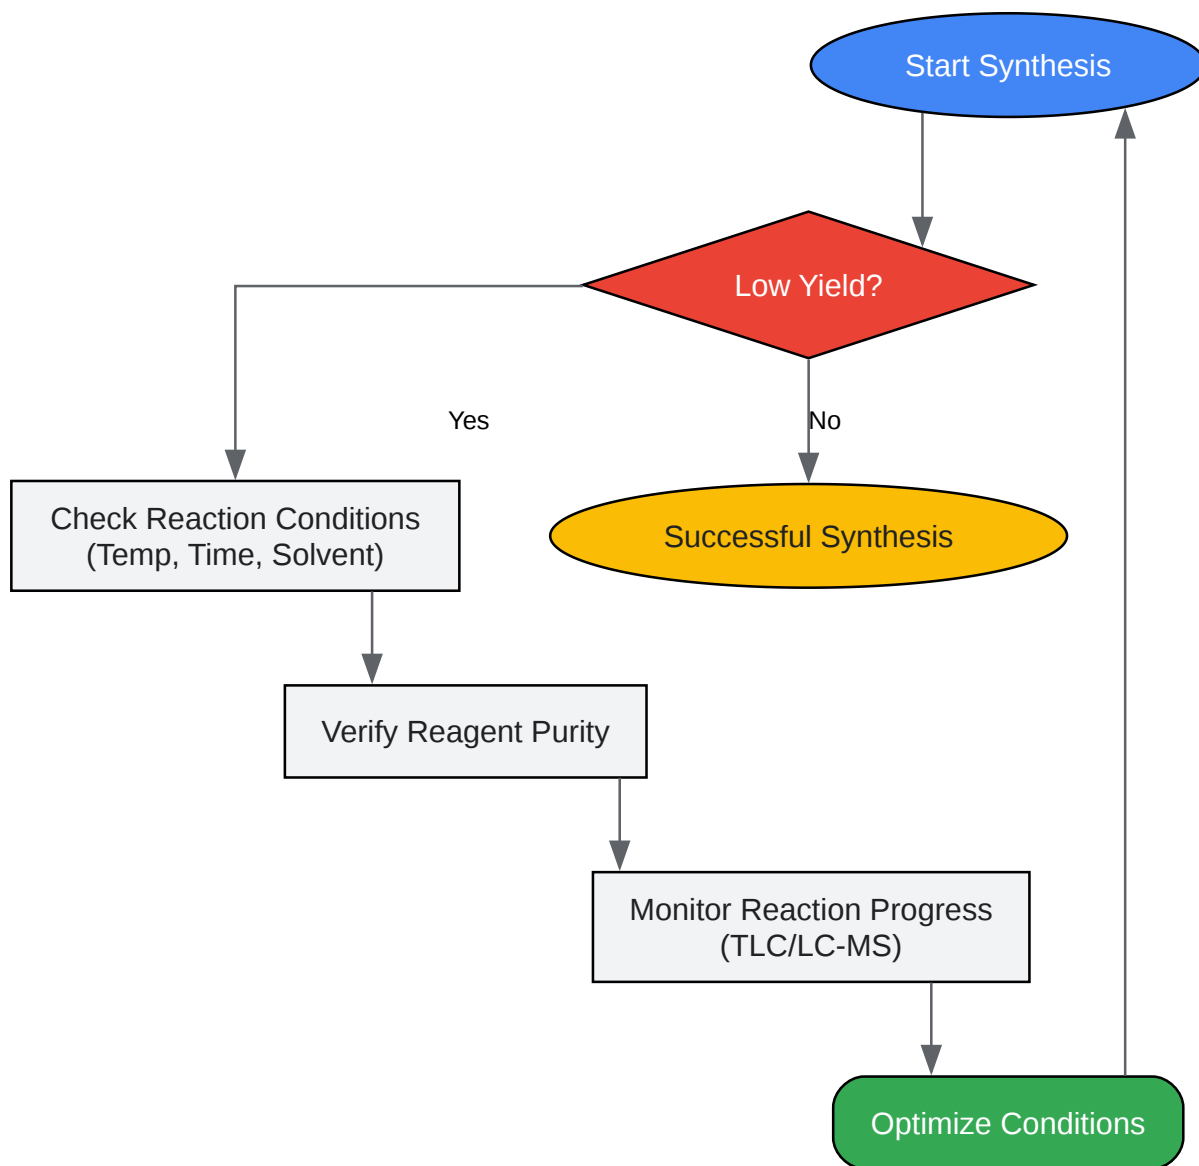 Start Synthesis
Low Yield?
Yes
No
Check Reaction Conditions
(Temp, Time, Solvent)
Successful Synthesis
Verify Reagent Purity
Monitor Reaction Progress
(TLC/LC-MS)
Optimize Conditions